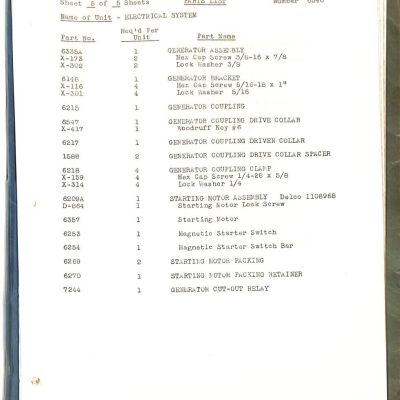 Sheet 5 of 5 Sheets PARTS LIST Number 6340
Name of Unit - ELECTRICAL SYSTEM
Req'd Per
Part No. Unit Part Name
6335A 1 GENERATOR ASSEMBLY
X-173 2 Hex Cap Screw 3/8-16 x 7/8
X-302 2 Lock Washer 3/8
6148 1 GENERATOR BRACKET
X-116 4 Hex Cap Screw 5/16-18 x 1"
X-301 4 Lock Washer 5/16
6215 1 GENERATOR COUPLING
6547 1 GENERATOR COUPLING DRIVE COLLAR
X-417 1 Woodruff Key #6
6217 1 GENERATOR COUPLING DRIVEN COLLAR
1588 2 GENERATOR COUPLING DRIVE COLLAR SPACER
6218 4 GENERATOR COUPLING CLAMP
X-159 4 Hex Cap Screw 1/4-28 x 5/8
X-314 4 Lock Washer 1/4
6209A 1 STARTING MOTOR ASSEMBLY Delco 1108968
D-864 1 Starting Motor Lock Screw
6357 1 Starting Motor
6253 1 Magnetic Starter Switch
6254 1 Magnetic Starter Switch Bar
6269 2 STARTING MOTOR PACKING
6270 1 STARTING MOTOR PACKING RETAINER
7244 1 GENERATOR CUT-OUT RELAY